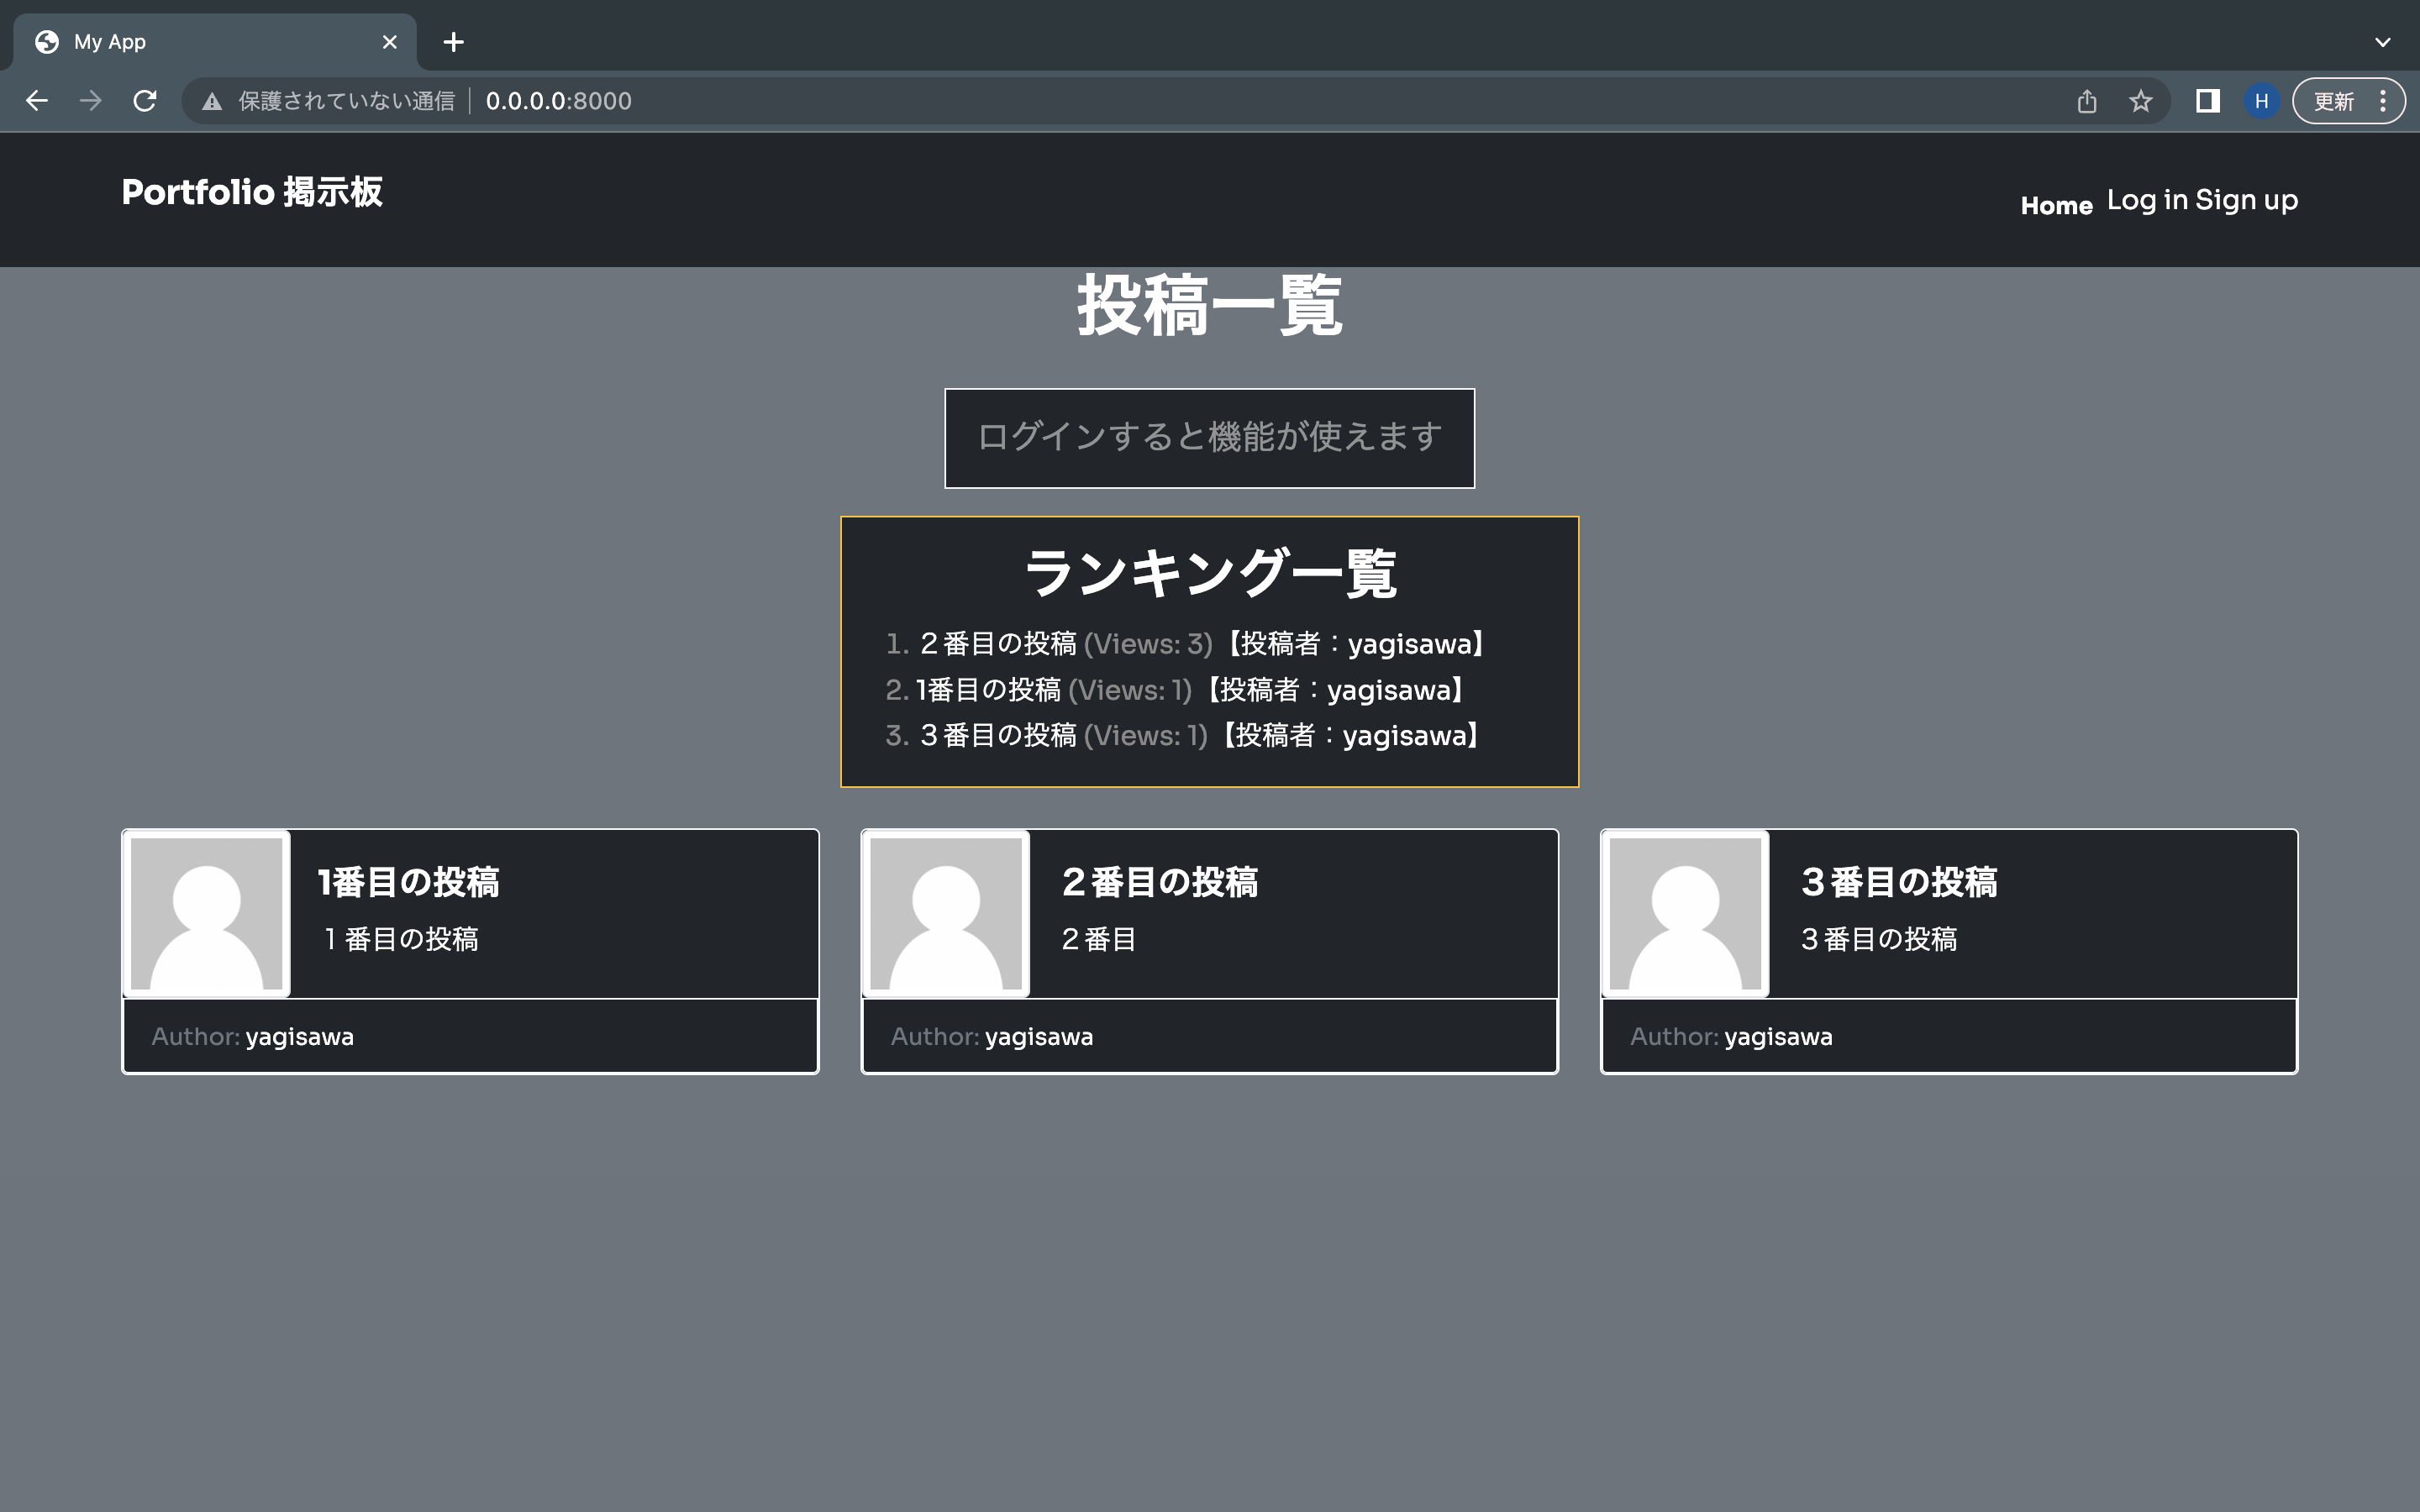 My App
保護されていない通信 0.0.0.0:8000
H
更新
Portfolio 掲示板
Home Log in Sign up
投稿一覧
ログインすると機能が使えます
ランキング一覧
1. ２番目の投稿 (Views: 3)【投稿者：yagisawa】
2. 1番目の投稿 (Views: 1)【投稿者：yagisawa】
3. ３番目の投稿 (Views: 1)【投稿者：yagisawa】
1番目の投稿
１番目の投稿
Author: yagisawa
２番目の投稿
２番目
Author: yagisawa
３番目の投稿
３番目の投稿
Author: yagisawa